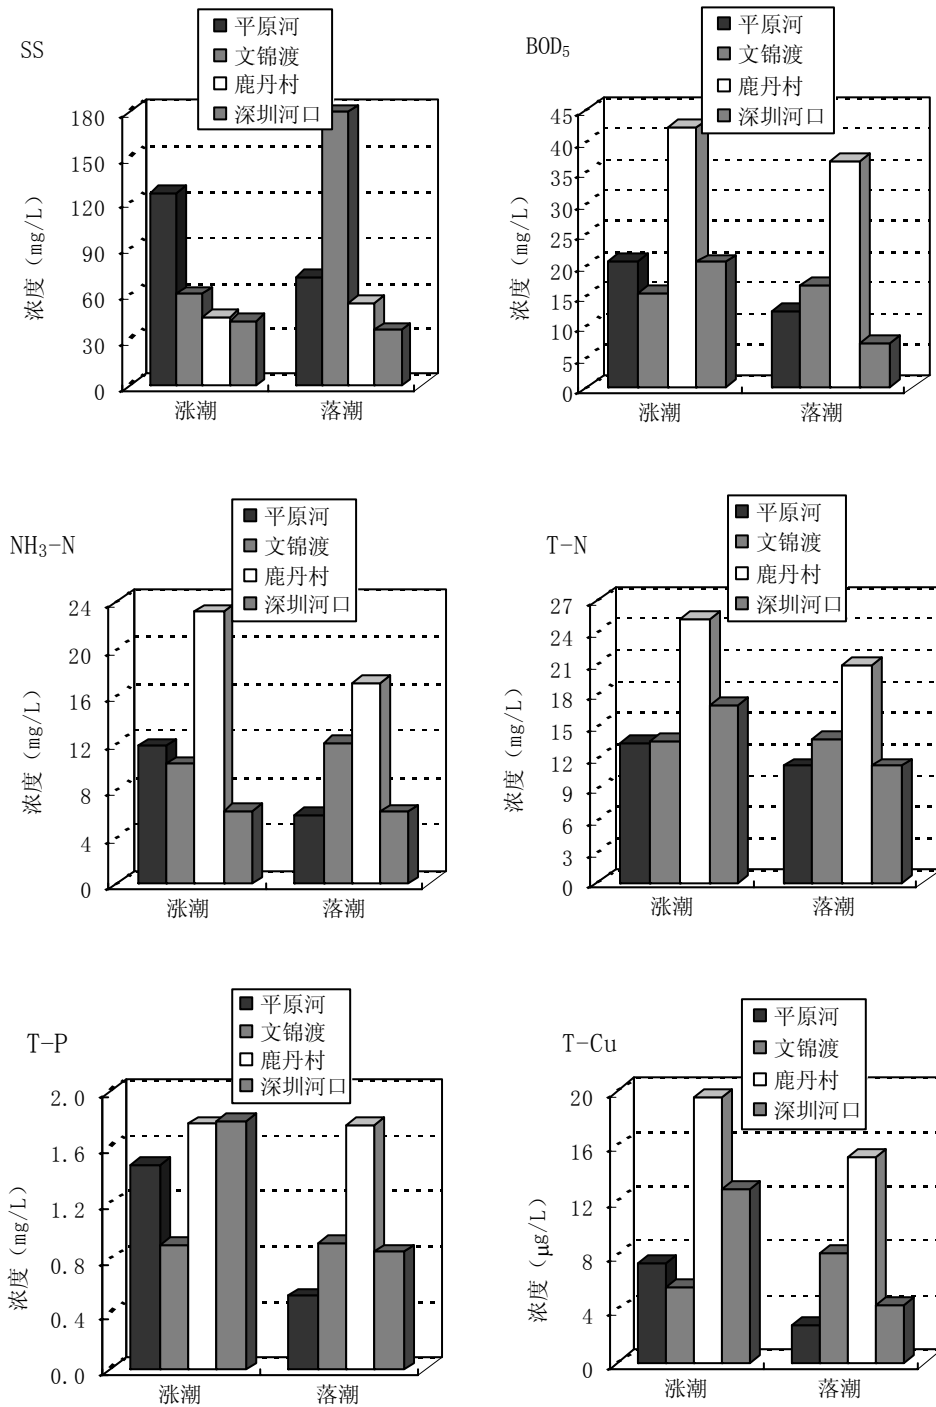 SS
平原河
文锦渡
鹿丹村
深圳河口
浓度 (mg/L)
180
150
120
90
60
30
0
涨潮
落潮
BOD₅
平原河
文锦渡
鹿丹村
深圳河口
浓度 (mg/L)
45
40
35
30
25
20
15
10
5
0
涨潮
落潮
NH₃-N
平原河
文锦渡
鹿丹村
深圳河口
浓度 (mg/L)
24
20
16
12
8
4
0
涨潮
落潮
T-N
平原河
文锦渡
鹿丹村
深圳河口
浓度 (mg/L)
27
24
21
18
15
12
9
6
3
0
涨潮
落潮
T-P
平原河
文锦渡
鹿丹村
深圳河口
浓度 (mg/L)
2.0
1.6
1.2
0.8
0.4
0.0
涨潮
落潮
T-Cu
平原河
文锦渡
鹿丹村
深圳河口
浓度 (μg/L)
20
16
12
8
4
0
涨潮
落潮